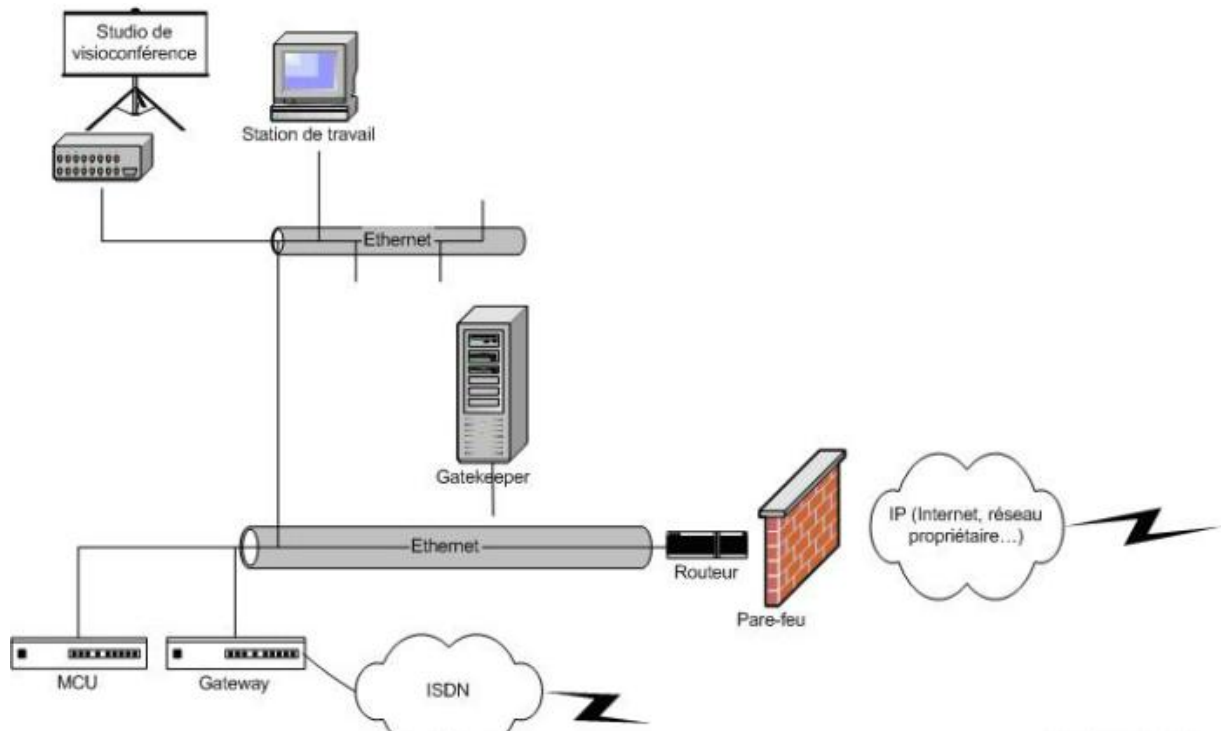 Studio de
visioconférence
Station de travail
Ethernet
Gatekeeper
Ethernet
Routeur
Pare-feu
IP (Internet, réseau
propriétaire...)
MCU
Gateway
ISDN